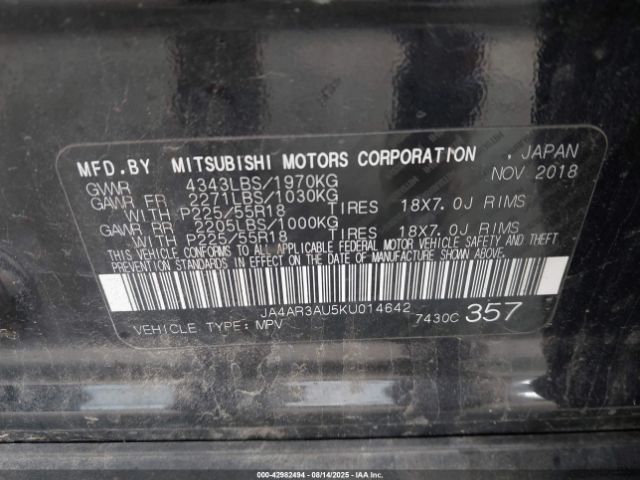 MFD.BY MITSUBISHI MOTORS CORPORATION , JAPAN
GVWR 4343LBS/1970KG NOV 2018
GAWR FR 2271LBS/1030KG
WITH P225/55R18 TIRES 18X7.0J RIMS
GAWR RR 2205LBS/1000KG
WITH P225/55R18 TIRES 18X7.0J RIMS
THIS VEHICLE CONFORMS TO ALL APPLICABLE FEDERAL MOTOR VEHICLE SAFETY AND THEFT
PREVENTION STANDARDS IN EFFECT ON THE DATE OF MANUFACTURE SHOWN ABOVE.
JA4AR3AU5KU014642
VEHICLE TYPE: MPV 7430C 357
000-42982494 - 08/14/2025 - IAA Inc.